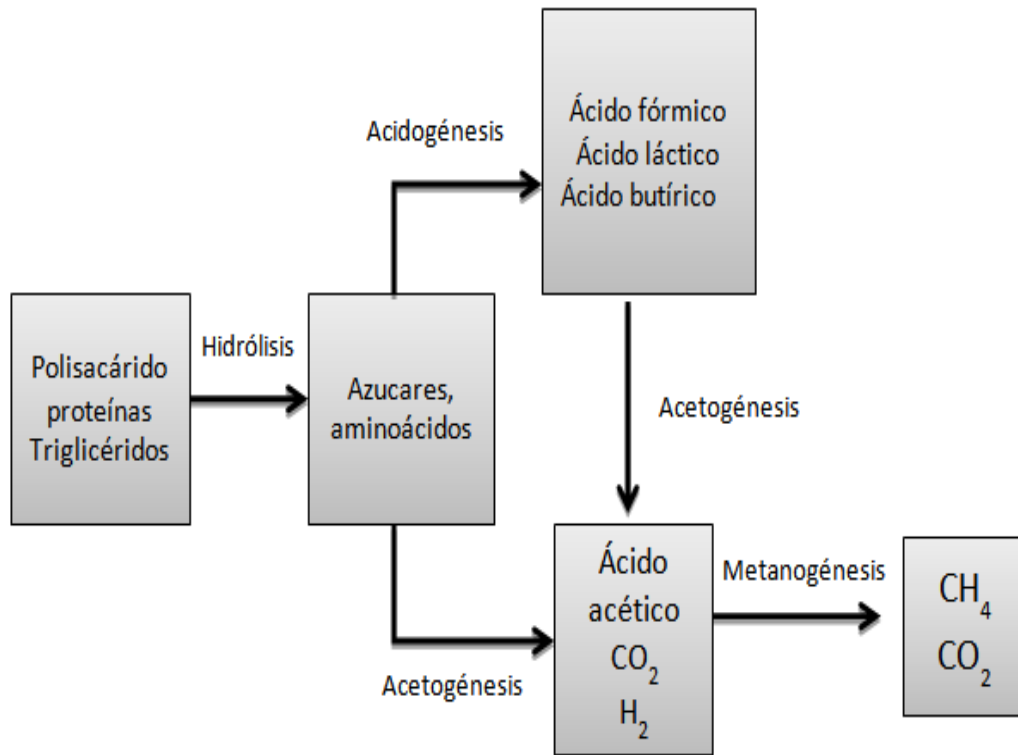 Polisacárido
proteínas
Triglicéridos
Hidrólisis
Azucares,
aminoácidos
Acidogénesis
Ácido fórmico
Ácido láctico
Ácido butírico
Acetogénesis
Acetogénesis
Ácido
acético
CO₂
H₂
Metanogénesis
CH₄
CO₂